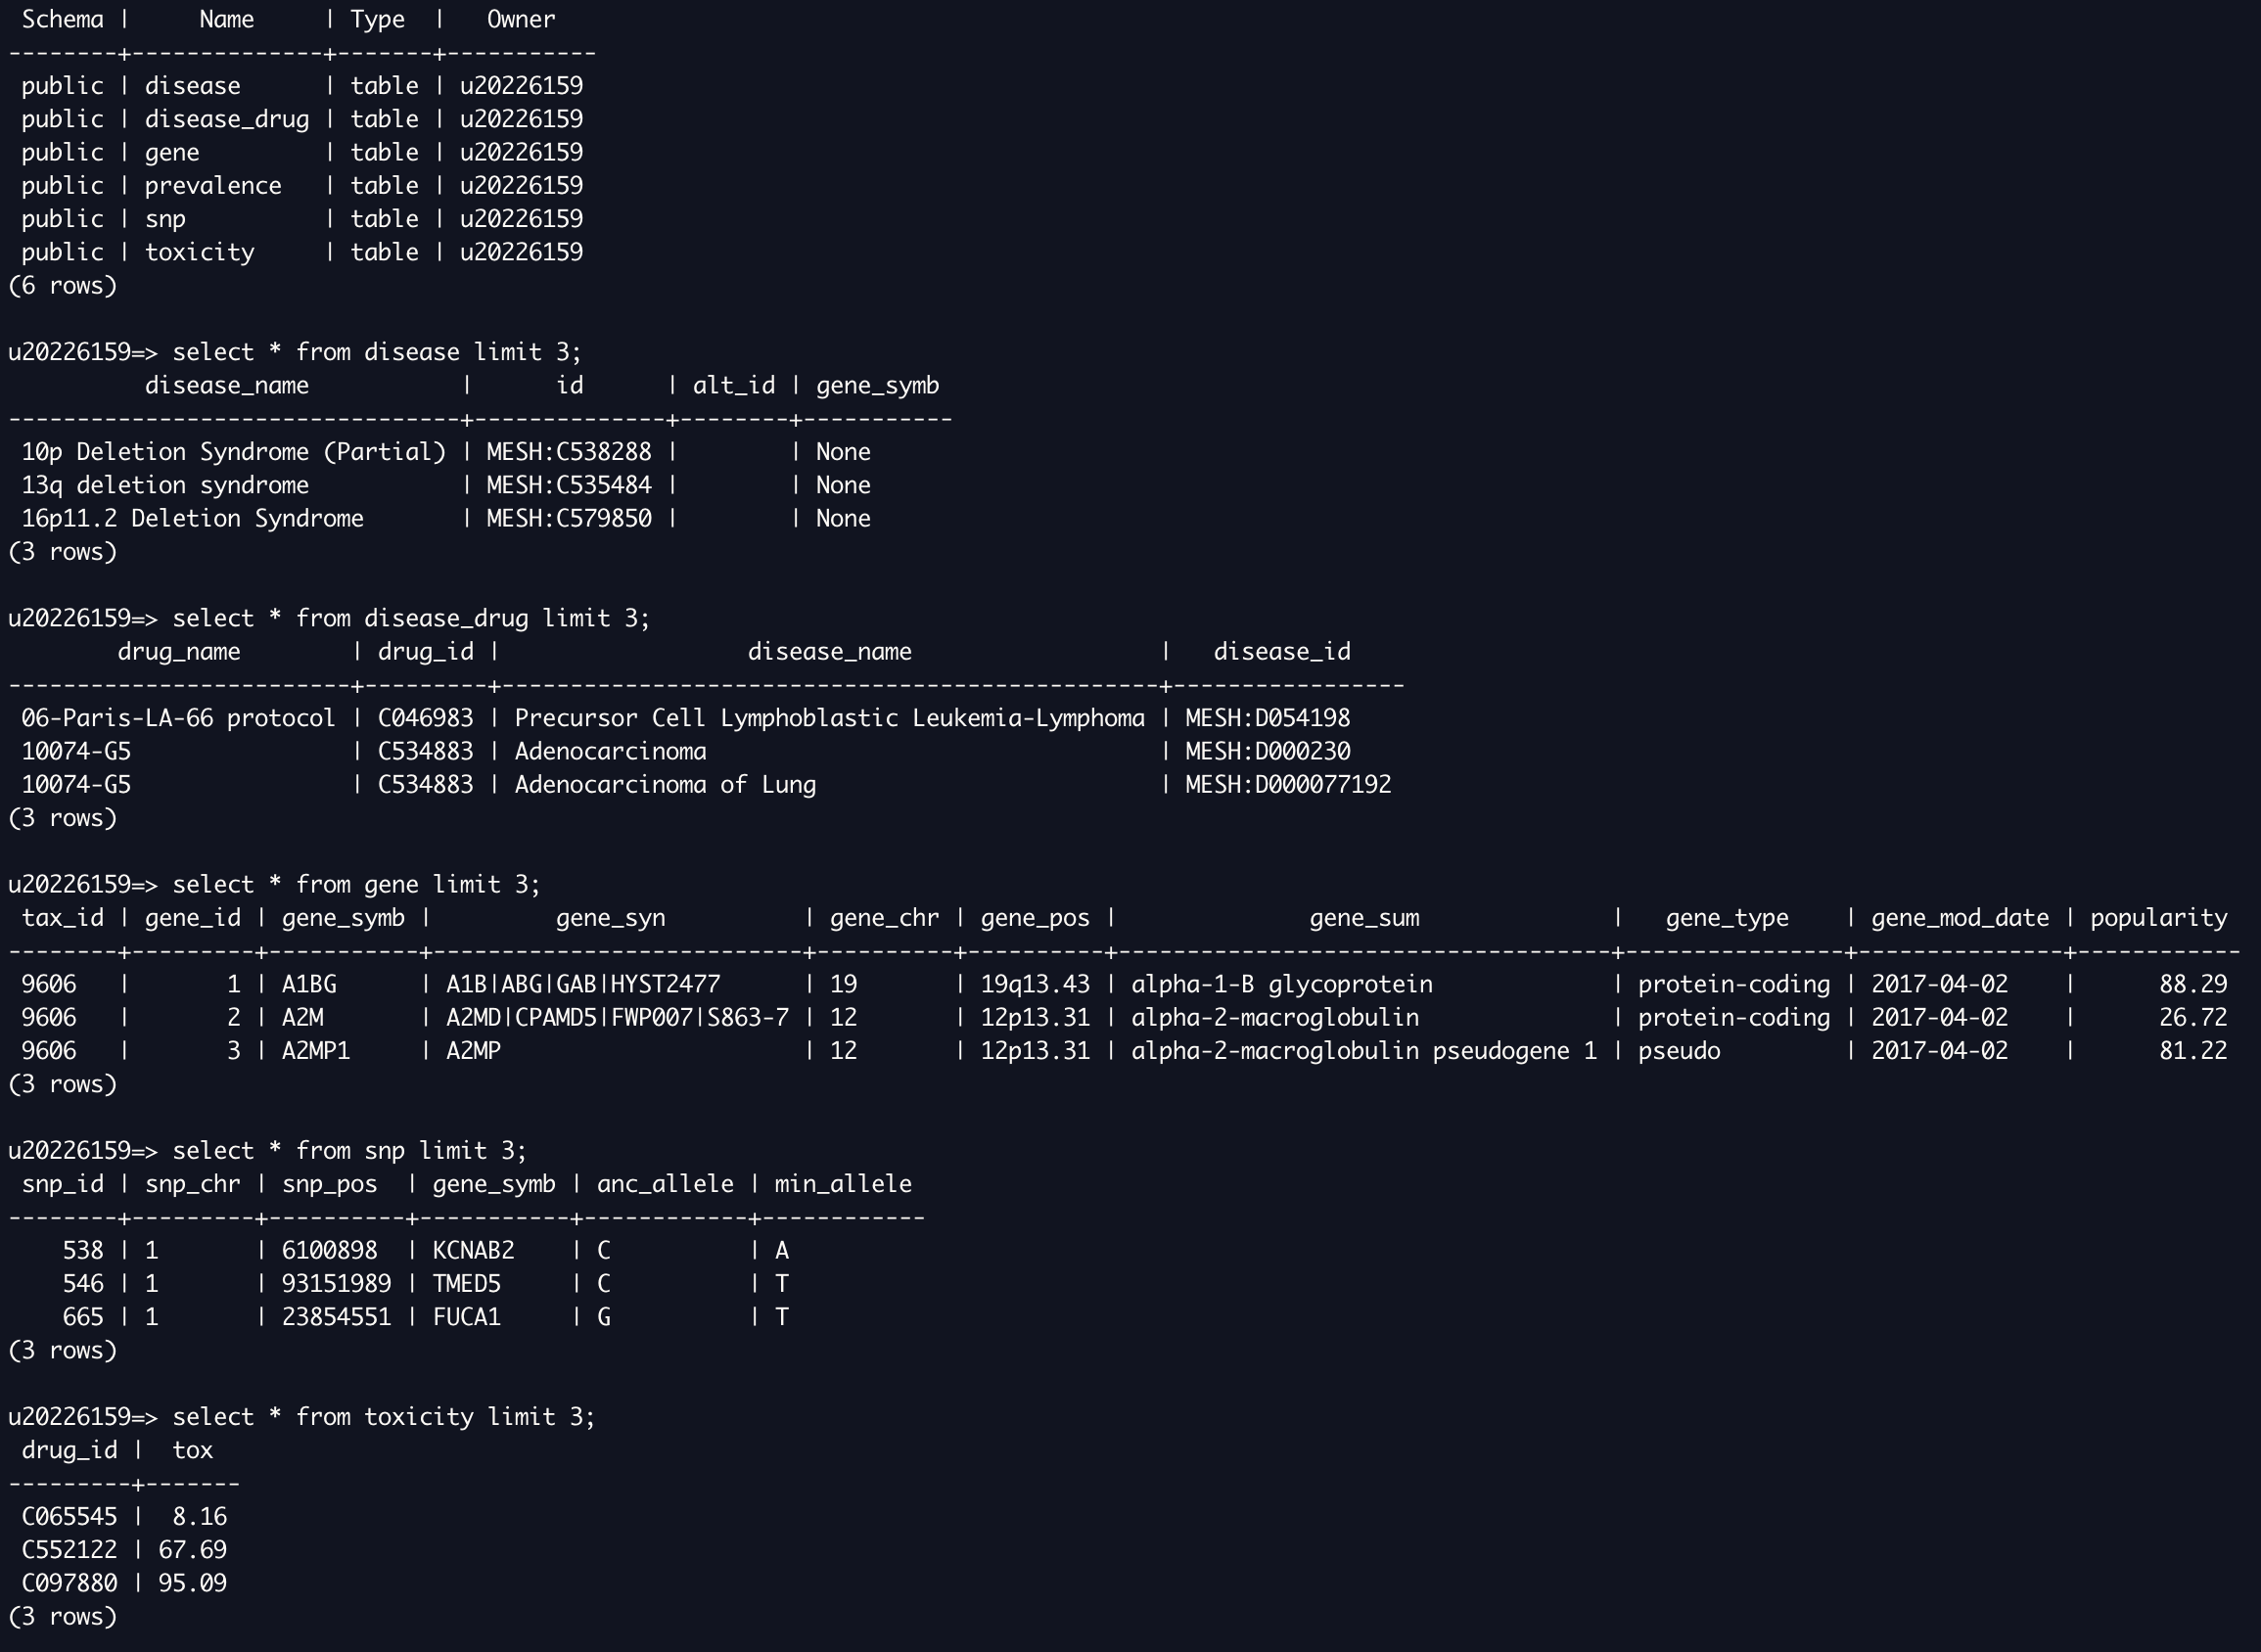 Schema |     Name     | Type  |   Owner
--------+--------------+-------+-----------
 public | disease      | table | u20226159
 public | disease_drug | table | u20226159
 public | gene         | table | u20226159
 public | prevalence   | table | u20226159
 public | snp          | table | u20226159
 public | toxicity     | table | u20226159
(6 rows)

u20226159=> select * from disease limit 3;
          disease_name           |      id      | alt_id | gene_symb
---------------------------------+--------------+--------+-----------
 10p Deletion Syndrome (Partial) | MESH:C538288 |        | None
 13q deletion syndrome           | MESH:C535484 |        | None
 16p11.2 Deletion Syndrome       | MESH:C579850 |        | None
(3 rows)

u20226159=> select * from disease_drug limit 3;
        drug_name        | drug_id |                  disease_name                  |   disease_id
-------------------------+---------+------------------------------------------------+-----------------
 06-Paris-LA-66 protocol | C046983 | Precursor Cell Lymphoblastic Leukemia-Lymphoma | MESH:D054198
 10074-G5                | C534883 | Adenocarcinoma                                 | MESH:D000230
 10074-G5                | C534883 | Adenocarcinoma of Lung                         | MESH:D000077192
(3 rows)

u20226159=> select * from gene limit 3;
 tax_id | gene_id | gene_symb |         gene_syn          | gene_chr | gene_pos |              gene_sum              |   gene_type    | gene_mod_date | popularity
--------+---------+-----------+---------------------------+----------+----------+------------------------------------+----------------+---------------+------------
 9606   |       1 | A1BG      | A1B|ABG|GAB|HYST2477      | 19       | 19q13.43 | alpha-1-B glycoprotein             | protein-coding | 2017-04-02    |      88.29
 9606   |       2 | A2M       | A2MD|CPAMD5|FWP007|S863-7 | 12       | 12p13.31 | alpha-2-macroglobulin              | protein-coding | 2017-04-02    |      26.72
 9606   |       3 | A2MP1     | A2MP                      | 12       | 12p13.31 | alpha-2-macroglobulin pseudogene 1 | pseudo         | 2017-04-02    |      81.22
(3 rows)

u20226159=> select * from snp limit 3;
 snp_id | snp_chr | snp_pos  | gene_symb | anc_allele | min_allele
--------+---------+----------+-----------+------------+------------
    538 | 1       | 6100898  | KCNAB2    | C          | A
    546 | 1       | 93151989 | TMED5     | C          | T
    665 | 1       | 23854551 | FUCA1     | G          | T
(3 rows)

u20226159=> select * from toxicity limit 3;
 drug_id |  tox
---------+-------
 C065545 |  8.16
 C552122 | 67.69
 C097880 | 95.09
(3 rows)